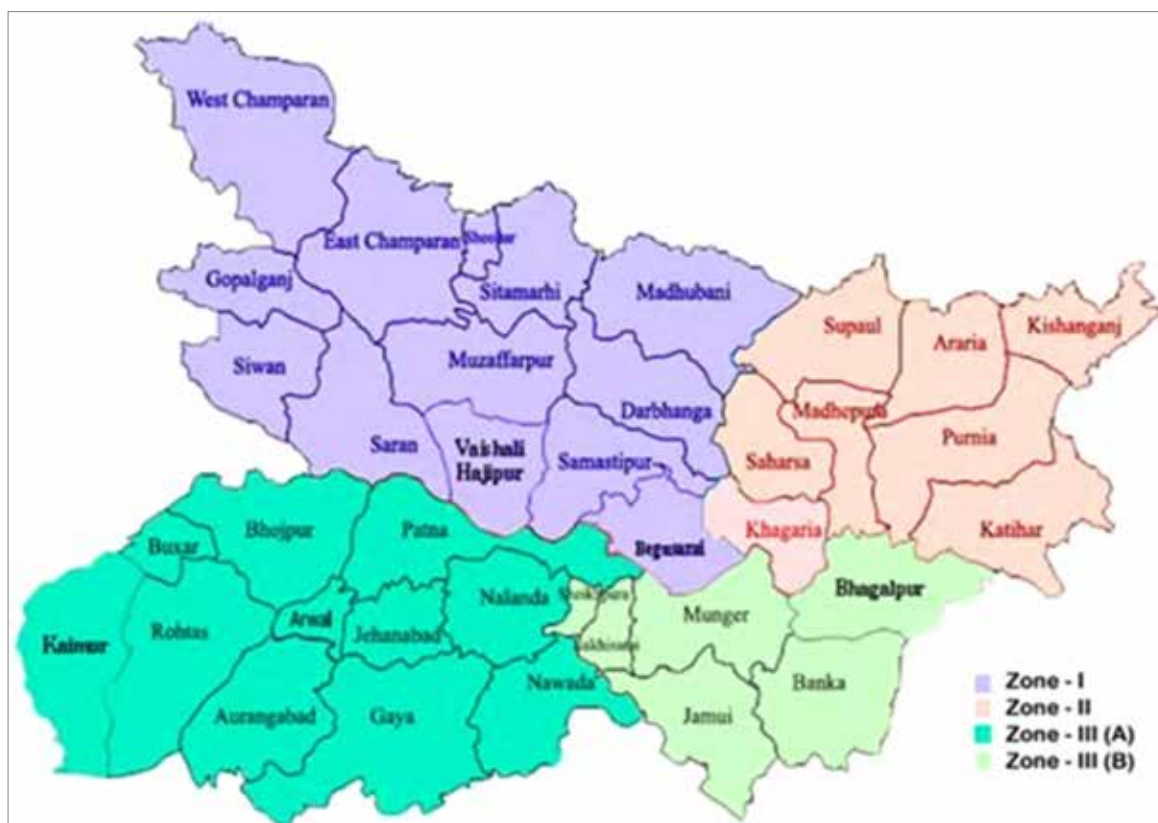 West Champaran
East Champaran
Sheohar
Gopalganj
Sitamarhi
Madhubani
Supaul
Araria
Kishanganj
Siwan
Muzaffarpur
Darbhanga
Madhepura
Purnia
Saran
Vaishali
Hajipur
Samastipur
Saharsa
Khagaria
Katihar
Bhojpur
Patna
Buxar
Begusarai
Bhagalpur
Nalanda
Sheikhpura
Munger
Arwal
Jehanabad
Kaimur
Rohtas
Lakhisarai
Nawada
Banka
Aurangabad
Gaya
Jamui
Zone - I
Zone - II
Zone - III (A)
Zone - III (B)